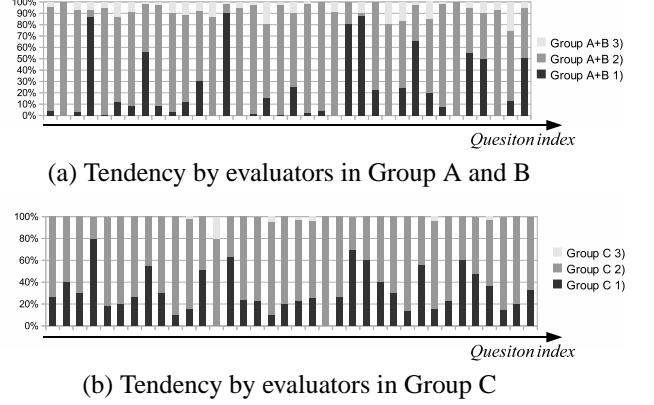 100%
90%
80%
70%
60%
50%
40%
30%
20%
10%
0%
Group A+B 3)
Group A+B 2)
Group A+B 1)
Quesiton index
(a) Tendency by evaluators in Group A and B
100%
80%
60%
40%
20%
0%
Group C 3)
Group C 2)
Group C 1)
Quesiton index
(b) Tendency by evaluators in Group C